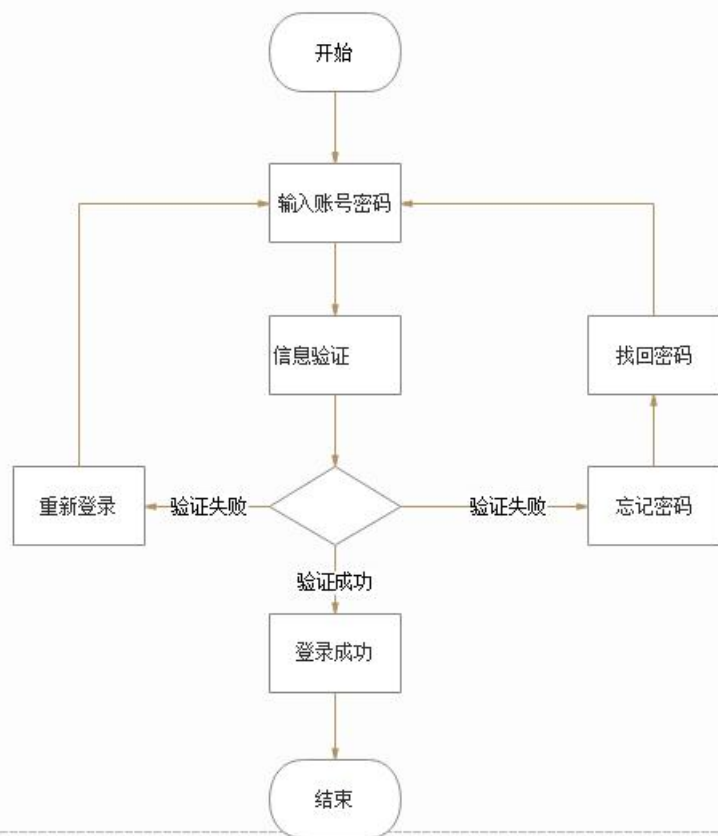 开始
输入账号密码
信息验证
找回密码
重新登录
验证失败
验证失败
忘记密码
验证成功
登录成功
结束